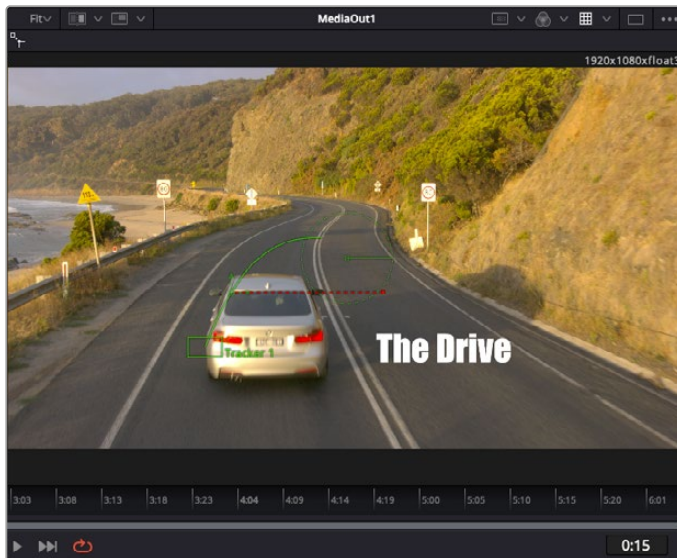 Fit MediaOut1
1920x1080xfloat3
Tracker 1
The Drive
3:03 3:08 3:13 3:18 3:23 4:04 4:09 4:14 4:19 5:00 5:05 5:10 5:15 5:20 6:01
0:15